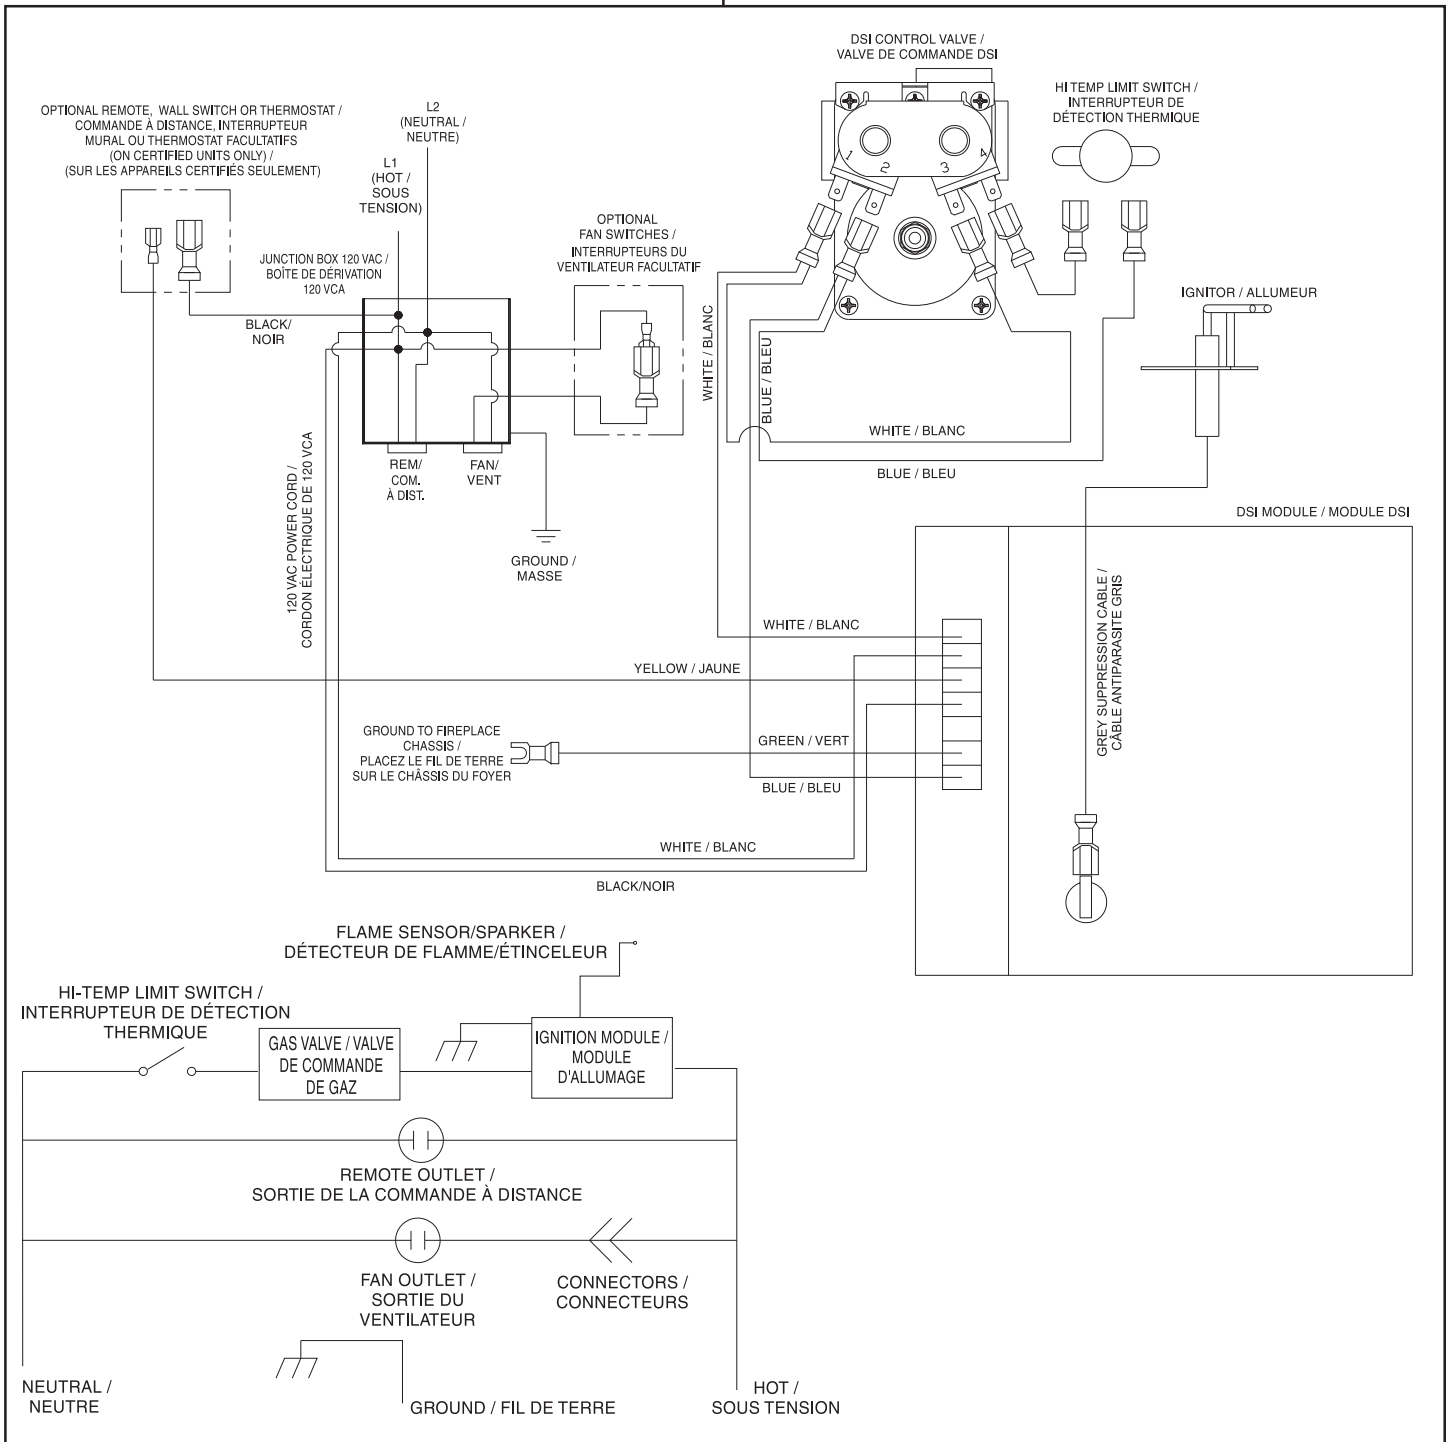 DSI CONTROL VALVE /
VALVE DE COMMANDE DSI
HI TEMP LIMIT SWITCH /
INTERRUPTEUR DE
DÉTECTION THERMIQUE
OPTIONAL REMOTE, WALL SWITCH OR THERMOSTAT /
COMMANDE À DISTANCE, INTERRUPTEUR
MURAL OU THERMOSTAT FACULTATIFS
(ON CERTIFIED UNITS ONLY) /
(SUR LES APPAREILS CERTIFIÉS SEULEMENT)
L2
(NEUTRAL /
NEUTRE)
L1
(HOT /
SOUS
TENSION)
1
2
3
4
OPTIONAL
FAN SWITCHES /
INTERRUPTEURS DU
VENTILATEUR FACULTATIF
JUNCTION BOX 120 VAC /
BOÎTE DE DÉRIVATION
120 VCA
IGNITOR / ALLUMEUR
BLACK/
NOIR
WHITE / BLANC
BLUE / BLEU
WHITE / BLANC
BLUE / BLEU
REM/
COM.
À DIST.
FAN/
VENT
120 VAC POWER CORD /
CORDON ÉLECTRIQUE DE 120 VCA
GROUND /
MASSE
DSI MODULE / MODULE DSI
GREY SUPPRESSION CABLE /
CÂBLE ANTIPARASITE GRIS
WHITE / BLANC
YELLOW / JAUNE
GROUND TO FIREPLACE
CHASSIS /
PLACEZ LE FIL DE TERRE
SUR LE CHÂSSIS DU FOYER
GREEN / VERT
BLUE / BLEU
WHITE / BLANC
BLACK/NOIR
FLAME SENSOR/SPARKER /
DÉTECTEUR DE FLAMME/ÉTINCELEUR
HI-TEMP LIMIT SWITCH /
INTERRUPTEUR DE DÉTECTION
THERMIQUE
GAS VALVE / VALVE
DE COMMANDE
DE GAZ
IGNITION MODULE /
MODULE
D'ALLUMAGE
REMOTE OUTLET /
SORTIE DE LA COMMANDE À DISTANCE
FAN OUTLET /
SORTIE DU
VENTILATEUR
CONNECTORS /
CONNECTEURS
NEUTRAL /
NEUTRE
GROUND / FIL DE TERRE
HOT /
SOUS TENSION